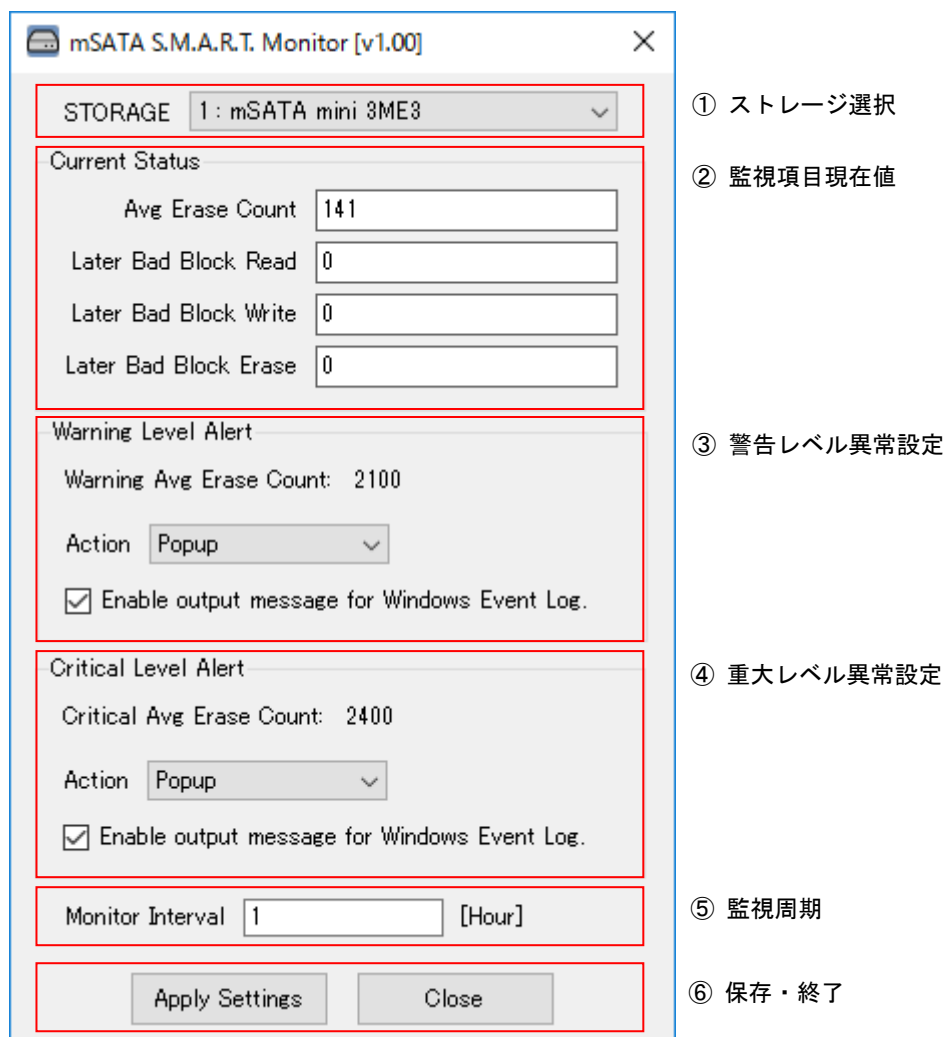 mSATA S.M.A.R.T. Monitor [v1.00]
STORAGE 1 : mSATA mini 3ME3
① ストレージ選択
Current Status
② 監視項目現在値
Avg Erase Count 141
Later Bad Block Read 0
Later Bad Block Write 0
Later Bad Block Erase 0
Warning Level Alert
③ 警告レベル異常設定
Warning Avg Erase Count: 2100
Action Popup
Enable output message for Windows Event Log.
Critical Level Alert
④ 重大レベル異常設定
Critical Avg Erase Count: 2400
Action Popup
Enable output message for Windows Event Log.
Monitor Interval 1 [Hour]
⑤ 監視周期
Apply Settings Close
⑥ 保存・終了